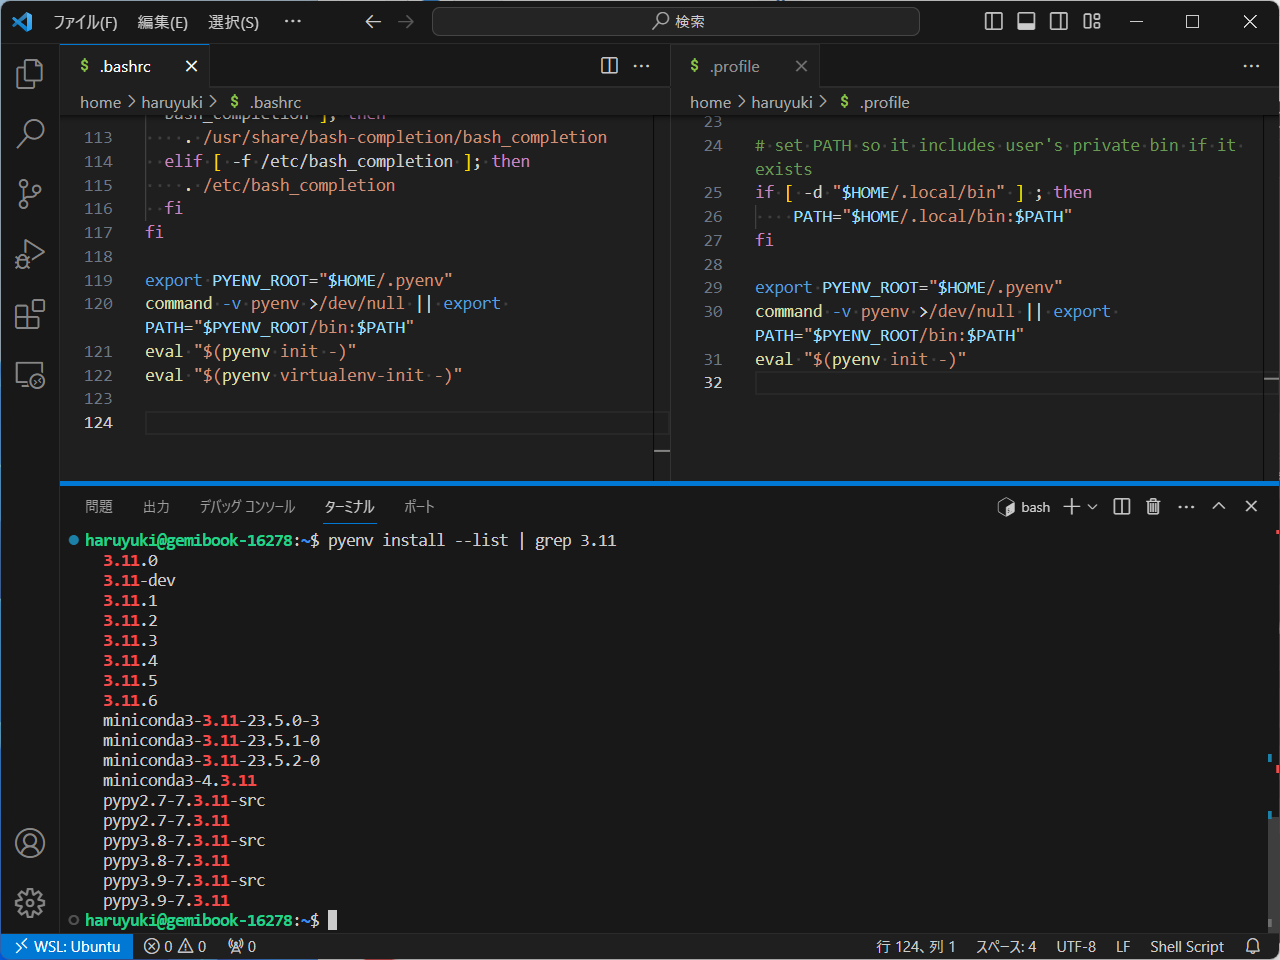 ファイル(F) 編集(E) 選択(S) ··· 検索
$ .bashrc
$ .profile
home > haruyuki > $ .bashrc
home > haruyuki > $ .profile
bash_completion ]; then
113 . /usr/share/bash-completion/bash_completion
114 elif [ -f /etc/bash_completion ]; then
115 . /etc/bash_completion
116 fi
117 fi
118
119 export PYENV_ROOT="$HOME/.pyenv"
120 command -v pyenv >/dev/null || export
PATH="$PYENV_ROOT/bin:$PATH"
121 eval "$(pyenv init -)"
122 eval "$(pyenv virtualenv-init -)"
123
124
23
24 # set PATH so it includes user's private bin if it
exists
25 if [ -d "$HOME/.local/bin" ] ; then
26 PATH="$HOME/.local/bin:$PATH"
27 fi
28
29 export PYENV_ROOT="$HOME/.pyenv"
30 command -v pyenv >/dev/null || export
PATH="$PYENV_ROOT/bin:$PATH"
31 eval "$(pyenv init -)"
32
問題 出力 デバッグ コンソール ターミナル ポート bash
haruyuki@gemibook-16278:~$ pyenv install --list | grep 3.11
3.11.0
3.11-dev
3.11.1
3.11.2
3.11.3
3.11.4
3.11.5
3.11.6
miniconda3-3.11-23.5.0-3
miniconda3-3.11-23.5.1-0
miniconda3-3.11-23.5.2-0
miniconda3-4.3.11
pypy2.7-7.3.11-src
pypy2.7-7.3.11
pypy3.8-7.3.11-src
pypy3.8-7.3.11
pypy3.9-7.3.11-src
pypy3.9-7.3.11
haruyuki@gemibook-16278:~$
WSL: Ubuntu 0 0 0 行 124、列 1 スペース: 4 UTF-8 LF Shell Script